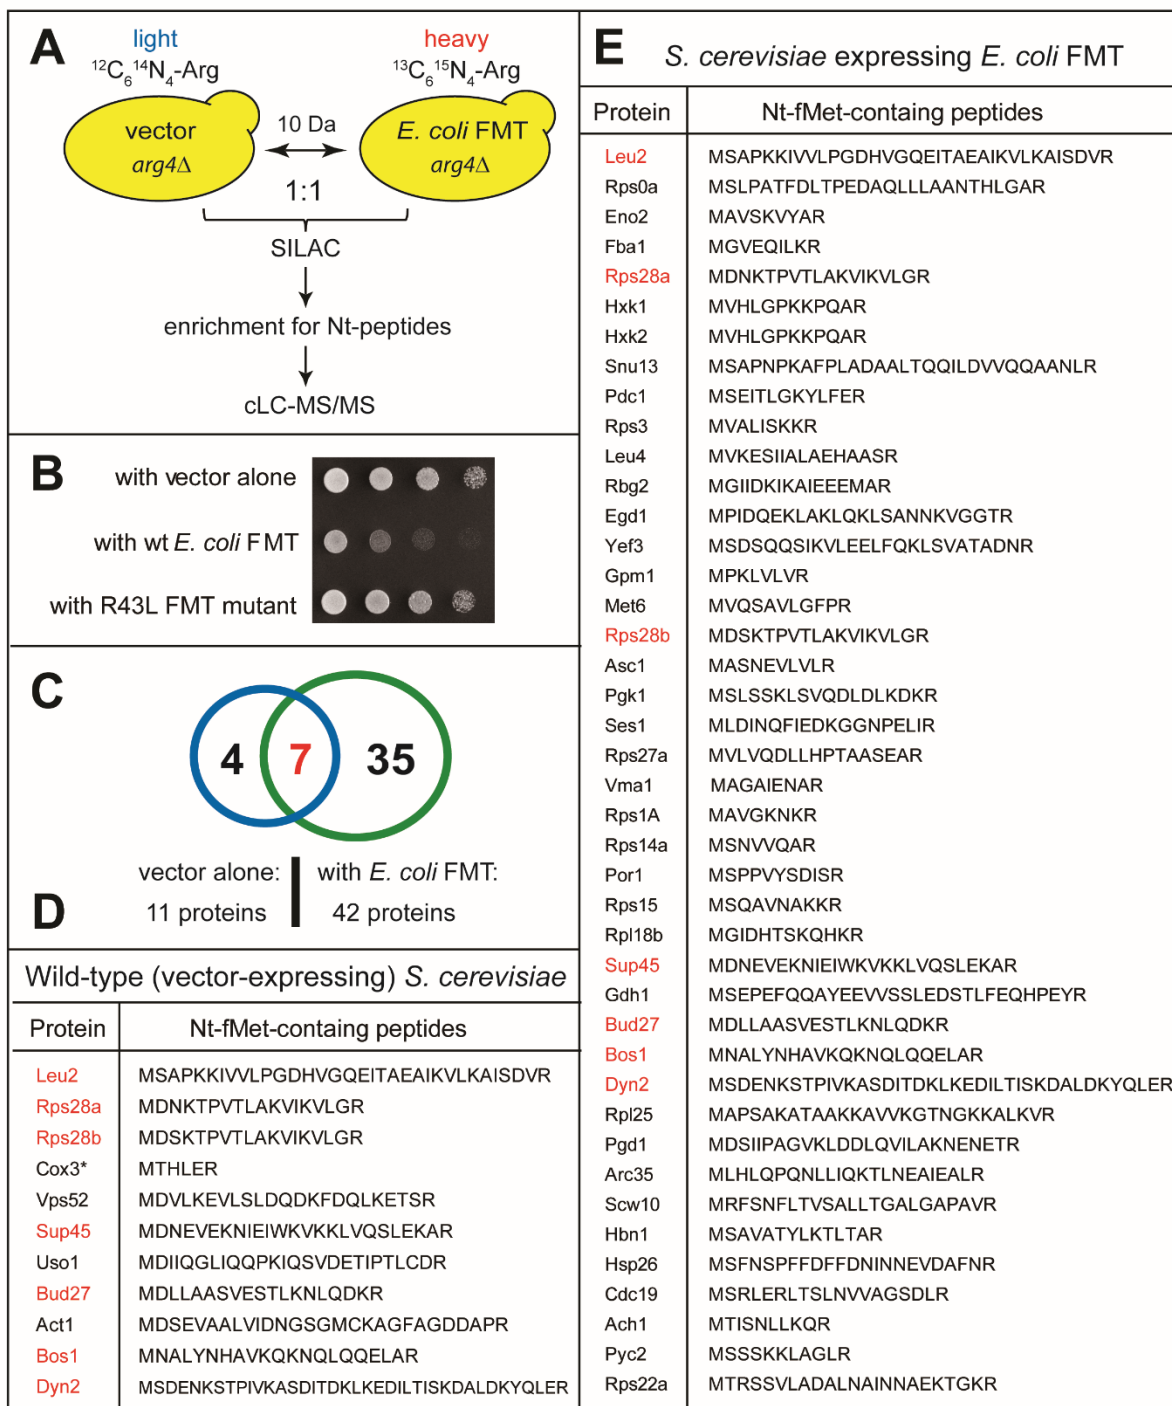 A
light
heavy
¹²C₆¹⁴N₄-Arg
¹³C₆¹⁵N₄-Arg
vector
arg4Δ
10 Da
1:1
E. coli FMT
arg4Δ
SILAC
enrichment for Nt-peptides
cLC-MS/MS
B
with vector alone
with wt E. coli FMT
with R43L FMT mutant
C
4
7
35
vector alone:
with E. coli FMT:
11 proteins
42 proteins
D
Wild-type (vector-expressing) S. cerevisiae
Protein Nt-fMet-containg peptides
Leu2 MSAPKKIVVLPGDHVGQEITAEAIKVLKAISDVR
Rps28a MDNKTPVTLAKVIKVLGR
Rps28b MDSKTPVTLAKVIKVLGR
Cox3* MTHLER
Vps52 MDVLKEVLSLDQDKFDQLKETSR
Sup45 MDNEVEKNIEIWKVKKLVQSLEKAR
Uso1 MDIIQGLIQQPKIQSVDETIPTLCDR
Bud27 MDLLAASVESTLKNLQDKR
Act1 MDSEVAALVIDNGSGMCKAGFAGDDAPR
Bos1 MNALYNHAVKQKNQLQQELAR
Dyn2 MSDENKSTPIVKASDITDKLKEDILTISKDALDKYQLER
E
S. cerevisiae expressing E. coli FMT
Protein Nt-fMet-containg peptides
Leu2 MSAPKKIVVLPGDHVGQEITAEAIKVLKAISDVR
Rps0a MSLPATFDLTPEDAQLLLAANTHLGAR
Eno2 MAVSKVYAR
Fba1 MGVEQILKR
Rps28a MDNKTPVTLAKVIKVLGR
Hxk1 MVHLGPKKPQAR
Hxk2 MVHLGPKKPQAR
Snu13 MSAPNPKAFPLADAALTQQILDVVQQAANLR
Pdc1 MSEITLGKYLFER
Rps3 MVALISKKR
Leu4 MVKESIIALAEHAASR
Rbg2 MGIIDKIKAIEEEMAR
Egd1 MPIDQEKLAKLQKLSANNKVGGTR
Yef3 MSDSQQSIKVLEELFQKLSVATADNR
Gpm1 MPKLVLVR
Met6 MVQSAVLGFPR
Rps28b MDSKTPVTLAKVIKVLGR
Asc1 MASNEVLVLR
Pgk1 MSLSSKLSVQDLDLKDKR
Ses1 MLDINQFIEDKGGNPELIR
Rps27a MVLVQDLLHPTAASEAR
Vma1 MAGAIENAR
Rps1A MAVGKNKR
Rps14a MSNVVQAR
Por1 MSPPVYSDISR
Rps15 MSQAVNAKKR
Rpl18b MGIDHTSKQHKR
Sup45 MDNEVEKNIEIWKVKKLVQSLEKAR
Gdh1 MSEPEFQQAYEEVVSSLEDSTLFEQHPEYR
Bud27 MDLLAASVESTLKNLQDKR
Bos1 MNALYNHAVKQKNQLQQELAR
Dyn2 MSDENKSTPIVKASDITDKLKEDILTISKDALDKYQLER
Rpl25 MAPSAKATAAKKAVVKGTNGKKALKVR
Pgd1 MDSIIPAGVKLDDLQVILAKNENETR
Arc35 MLHLQPQNLLIQKTLNEAIEALR
Scw10 MRFSNFLTVSALLTGALGAPAVR
Hbn1 MSAVATYLKTLTAR
Hsp26 MSFNSPFFDFFDNINNEVDAFNR
Cdc19 MSRLERLTSLNVVAGSDLR
Ach1 MTISNLLKQR
Pyc2 MSSSKKLAGLR
Rps22a MTRSSVLADALNAINNAEKTGKR